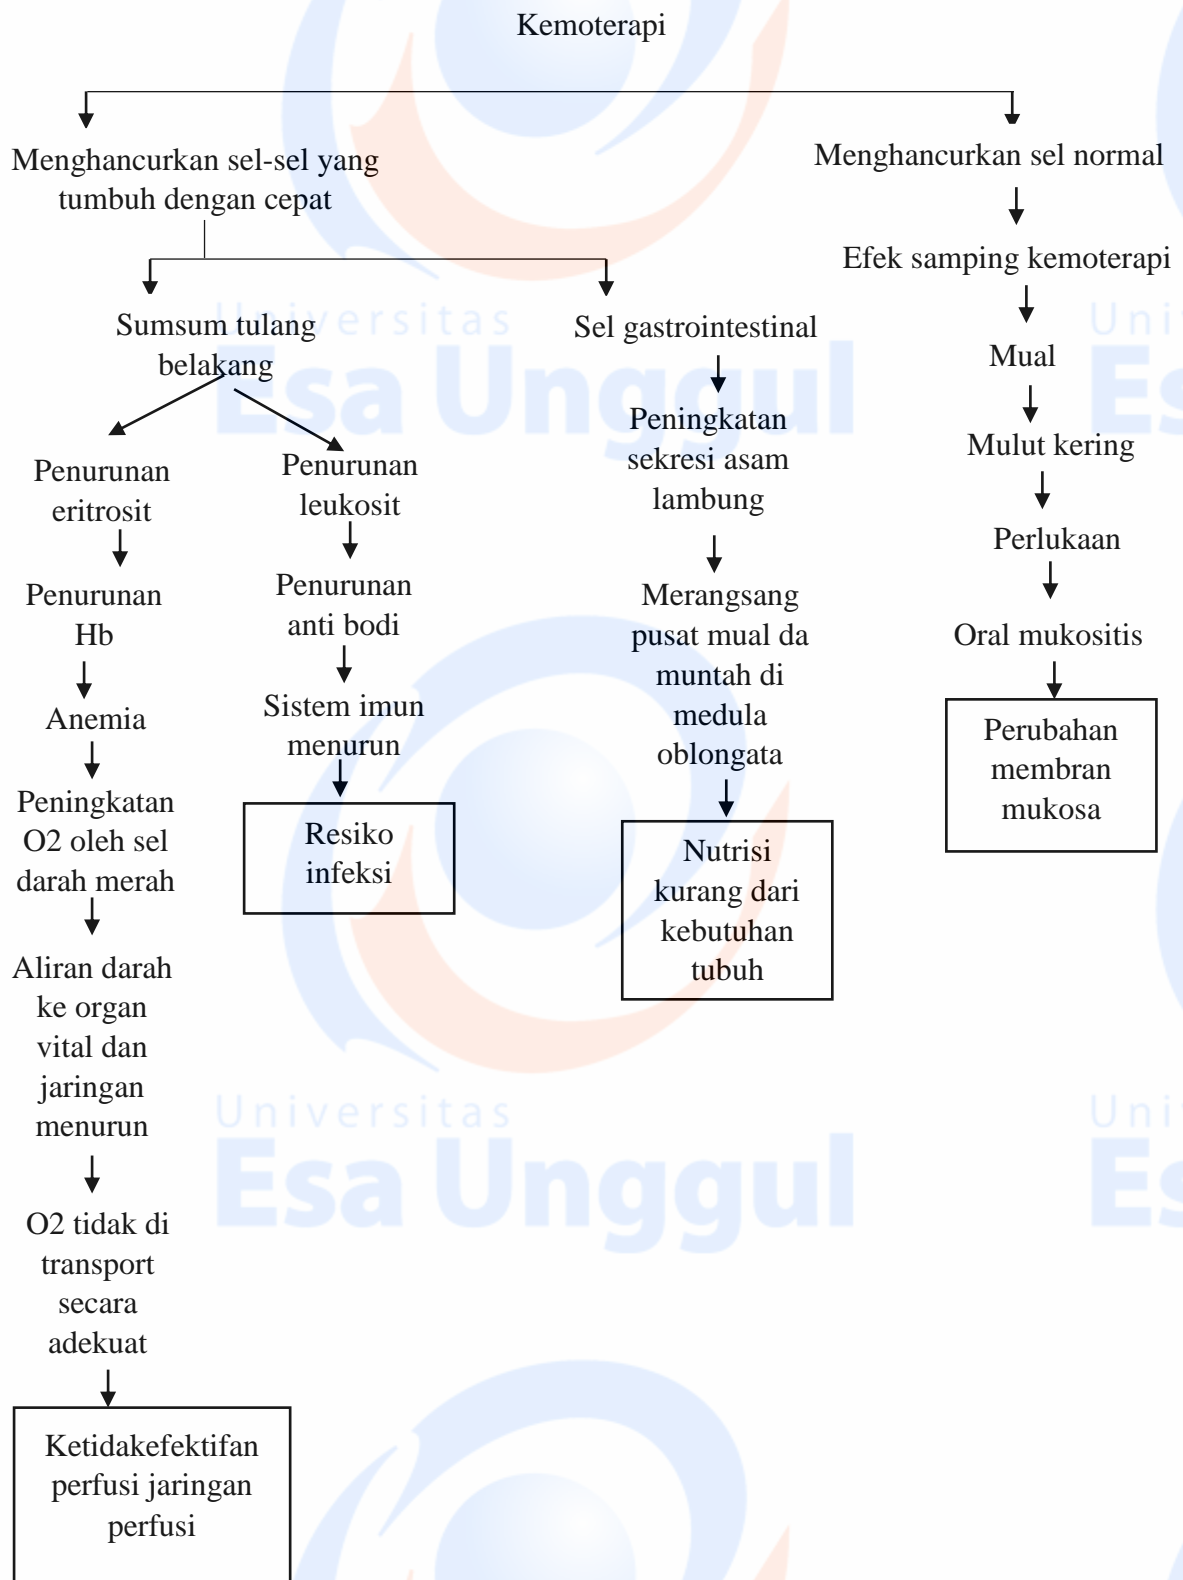 Kemoterapi
Menghancurkan sel-sel yang
tumbuh dengan cepat
Menghancurkan sel normal
Efek samping kemoterapi
Mual
Mulut kering
Perlukaan
Oral mukositis
Perubahan
membran
mukosa
Sumsum tulang
belakang
Sel gastrointestinal
Penurunan
eritrosit
Penurunan
Hb
Anemia
Peningkatan
O2 oleh sel
darah merah
Aliran darah
ke organ
vital dan
jaringan
menurun
O2 tidak di
transport
secara
adekuat
Ketidakefektifan
perfusi jaringan
perfusi
Penurunan
leukosit
Penurunan
anti bodi
Sistem imun
menurun
Resiko
infeksi
Peningkatan
sekresi asam
lambung
Merangsang
pusat mual da
muntah di
medula
oblongata
Nutrisi
kurang dari
kebutuhan
tubuh
Universitas
Esa Unggul
Uni
Es
Universitas
Esa Unggul
Uni
Es